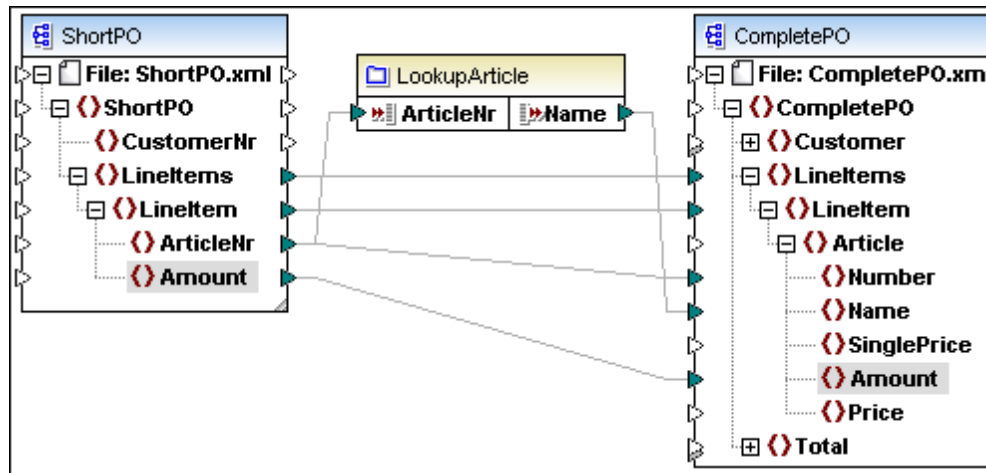 ShortPO
File: ShortPO.xml
ShortPO
CustomerNr
LineItems
LineItem
ArticleNr
Amount
LookupArticle
ArticleNr
Name
CompletePO
File: CompletePO.xm
CompletePO
Customer
LineItems
LineItem
Article
Number
Name
SinglePrice
Amount
Price
Total